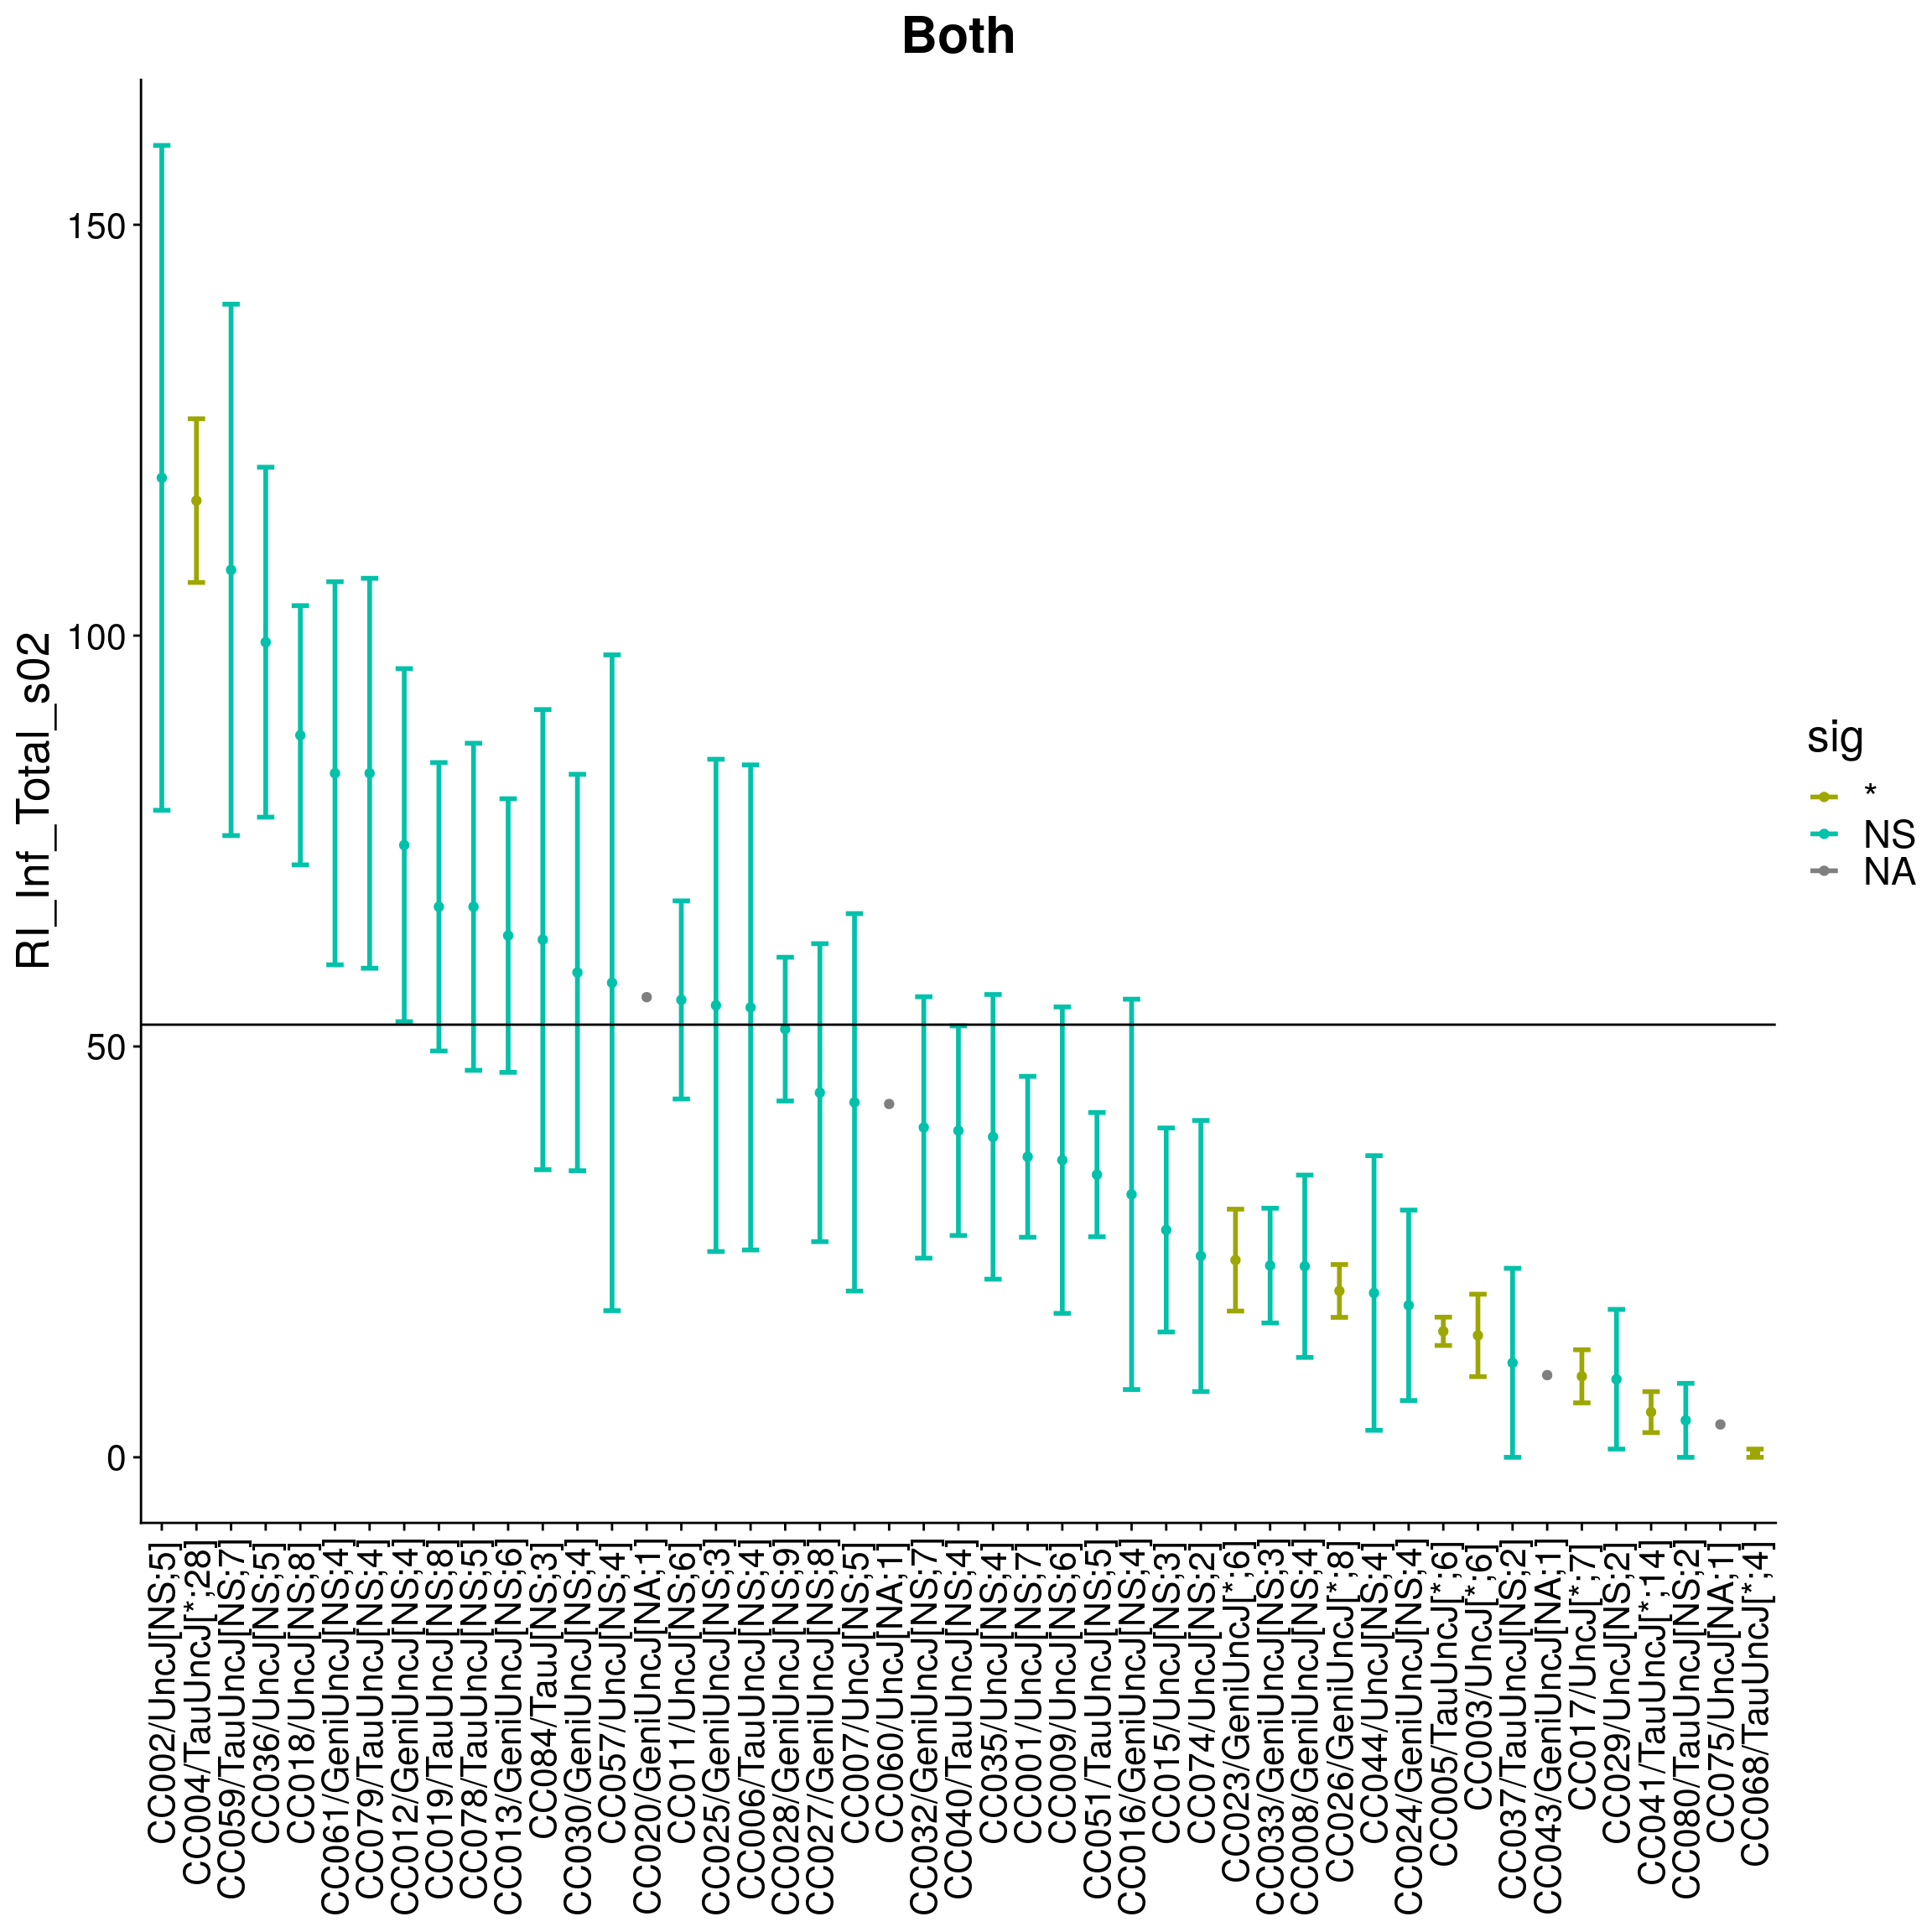 Both
RI_Inf_Total_s02
150
100
50
0
CC002/UncJ[NS;5]
CC004/TauUncJ[*;28]
CC059/TauUncJ[NS;7]
CC036/UncJ[NS;5]
CC018/UncJ[NS;8]
CC061/GeniUncJ[NS;4]
CC079/TauUncJ[NS;4]
CC012/GeniUncJ[NS;4]
CC019/TauUncJ[NS;8]
CC078/TauUncJ[NS;5]
CC013/GeniUncJ[NS;6]
CC084/TauJ[NS;3]
CC030/GeniUncJ[NS;4]
CC057/UncJ[NS;4]
CC020/GeniUncJ[NA;1]
CC011/UncJ[NS;6]
CC025/GeniUncJ[NS;3]
CC006/TauUncJ[NS;4]
CC028/GeniUncJ[NS;9]
CC027/GeniUncJ[NS;8]
CC007/UncJ[NS;5]
CC060/UncJ[NA;1]
CC032/GeniUncJ[NS;7]
CC040/TauUncJ[NS;4]
CC035/UncJ[NS;4]
CC001/UncJ[NS;7]
CC009/UncJ[NS;6]
CC051/TauUncJ[NS;5]
CC016/GeniUncJ[NS;4]
CC015/UncJ[NS;3]
CC074/UncJ[NS;2]
CC023/GeniUncJ[*;6]
CC033/GeniUncJ[NS;3]
CC008/GeniUncJ[NS;4]
CC026/GeniUncJ[*;8]
CC044/UncJ[NS;4]
CC024/GeniUncJ[NS;4]
CC005/TauUncJ[*;6]
CC003/UncJ[*;6]
CC037/TauUncJ[NS;2]
CC043/GeniUncJ[NA;1]
CC017/UncJ[*;7]
CC029/UncJ[NS;2]
CC041/TauUncJ[*;14]
CC080/TauUncJ[NS;2]
CC075/UncJ[NA;1]
CC068/TauUncJ[*;4]
sig
*
NS
NA